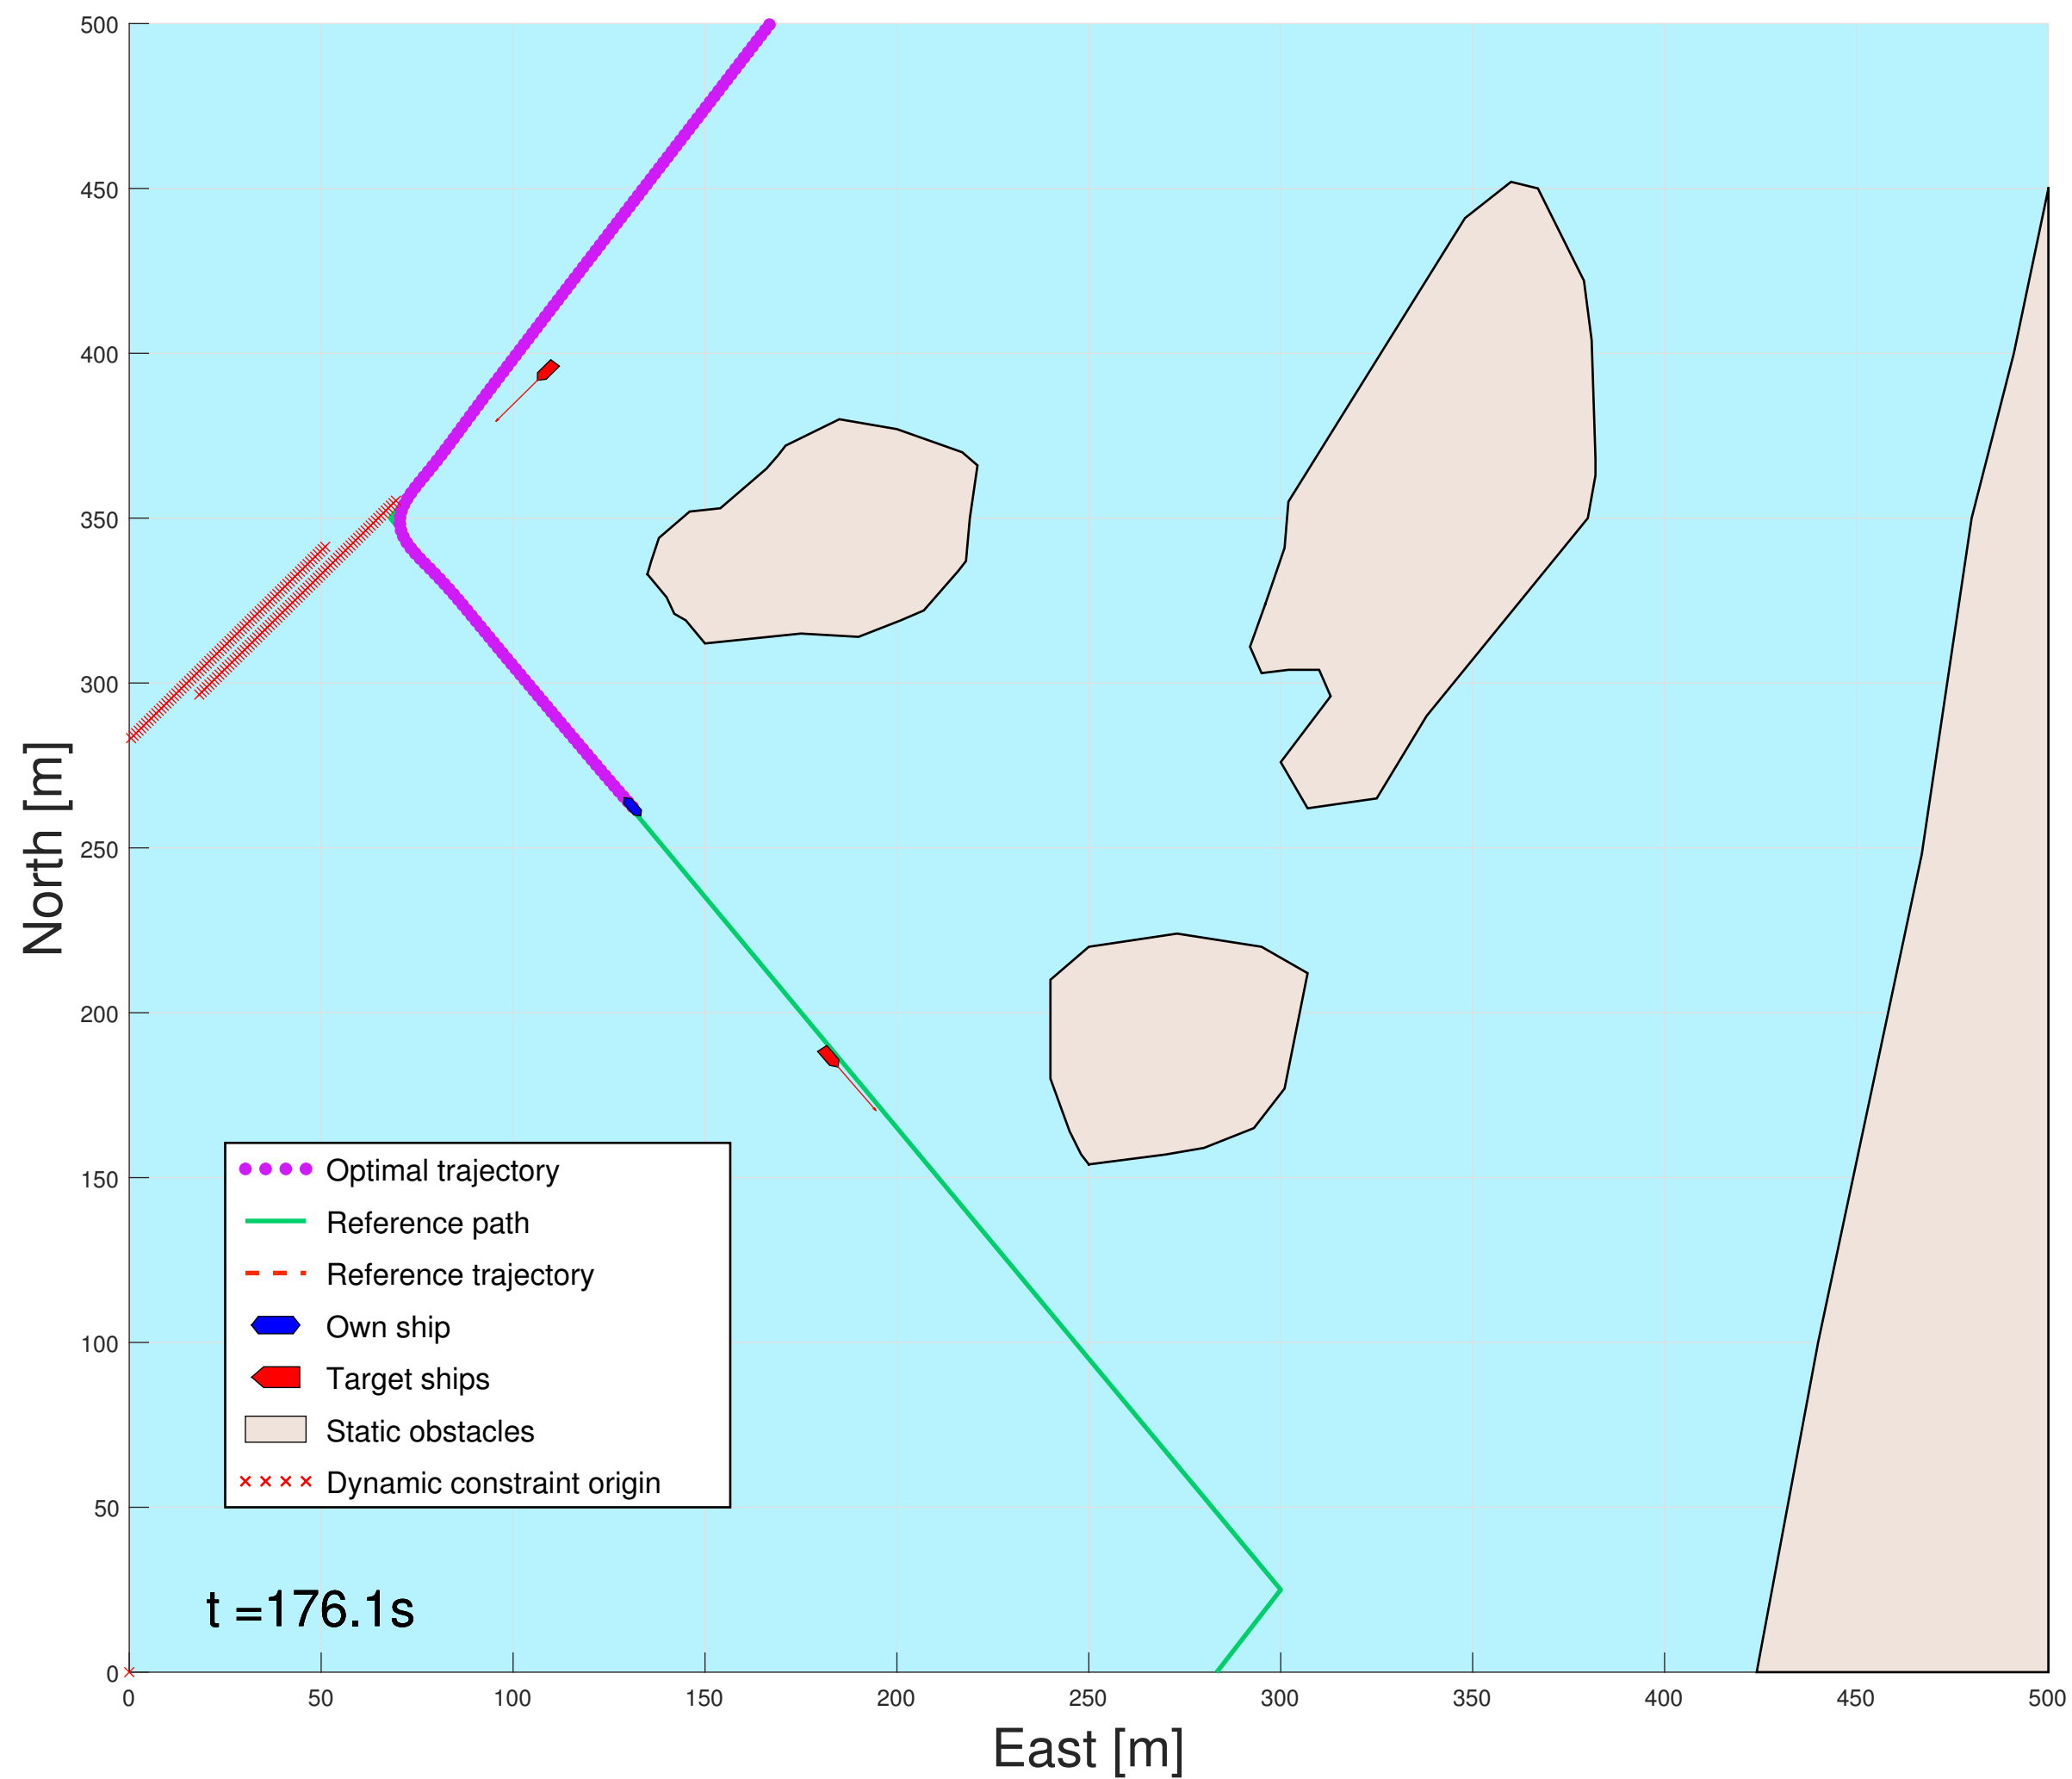 500
450
400
350
300
250
200
150
100
50
0
North [m]
Optimal trajectory
Reference path
Reference trajectory
Own ship
Target ships
Static obstacles
Dynamic constraint origin
t =176.1s
0 50 100 150 200 250 300 350 400 450 500
East [m]